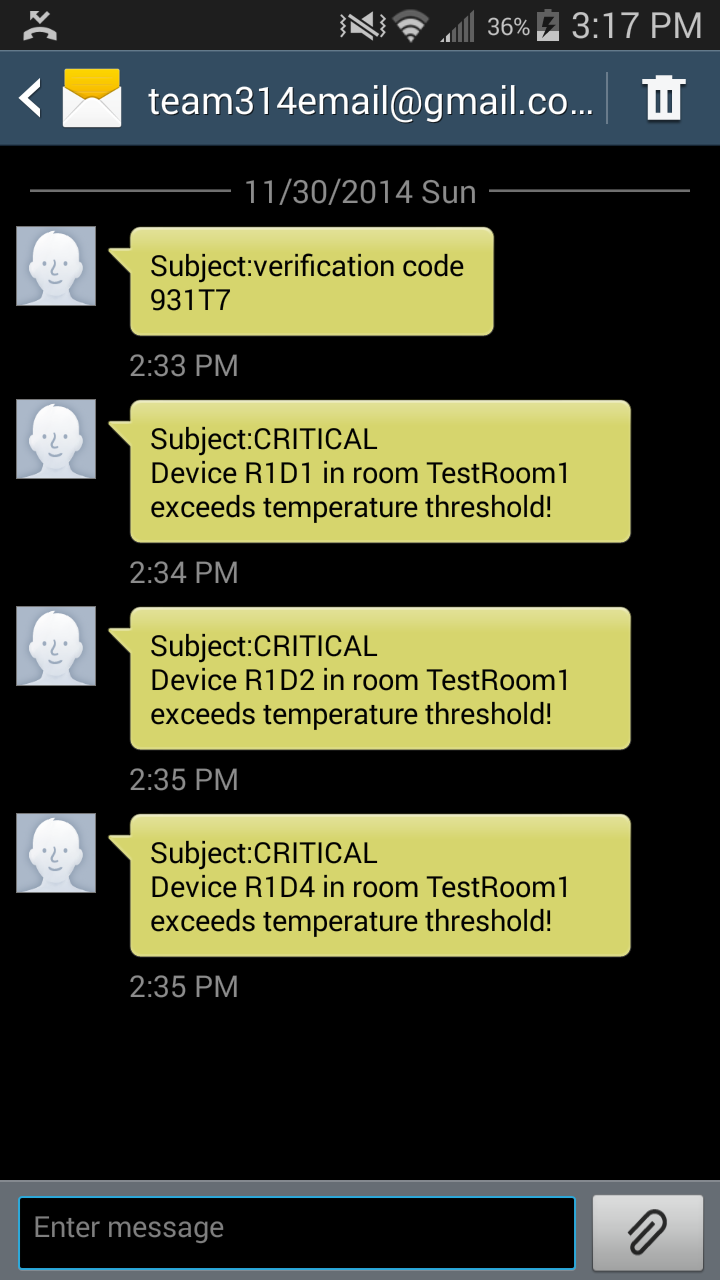 36% 3:17 PM
team314email@gmail.co...
11/30/2014 Sun
Subject:verification code
931T7
2:33 PM
Subject:CRITICAL
Device R1D1 in room TestRoom1
exceeds temperature threshold!
2:34 PM
Subject:CRITICAL
Device R1D2 in room TestRoom1
exceeds temperature threshold!
2:35 PM
Subject:CRITICAL
Device R1D4 in room TestRoom1
exceeds temperature threshold!
2:35 PM
Enter message